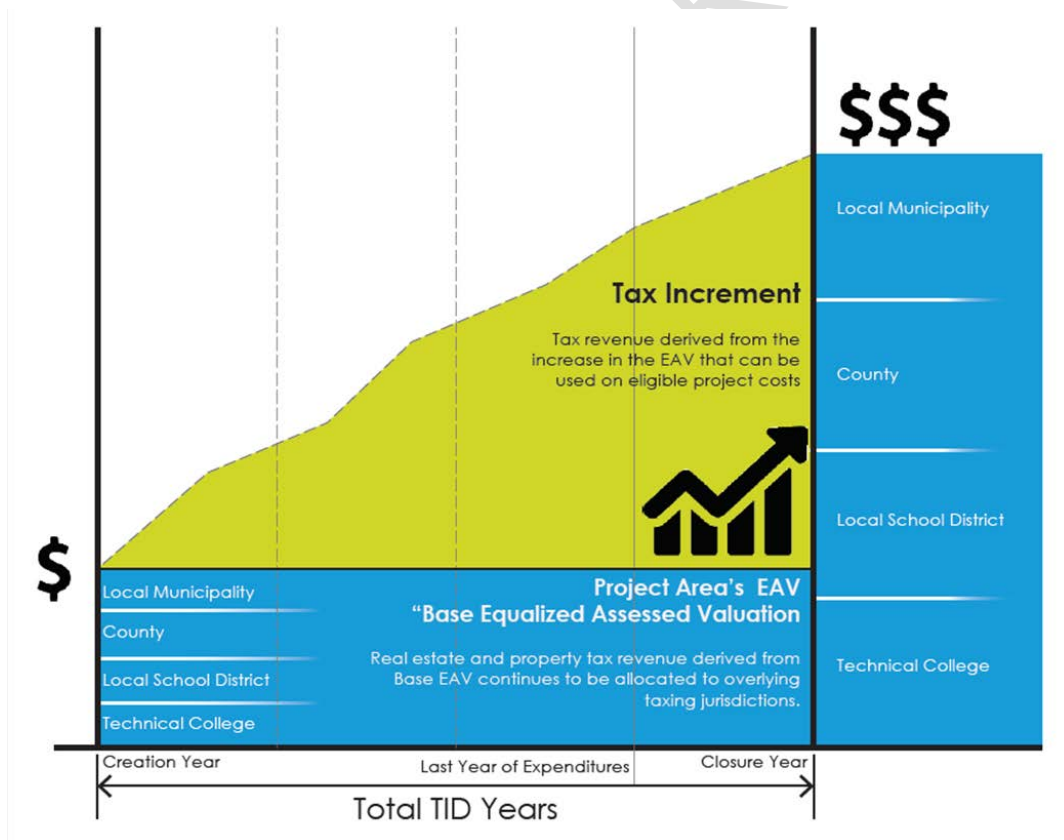 $$$
Local Municipality
County
Local School District
Technical College
Tax Increment
Tax revenue derived from the
increase in the EAV that can be
used on eligible project costs
$
Local Municipality
County
Local School District
Technical College
Project Area's EAV
“Base Equalized Assessed Valuation
Real estate and property tax revenue derived from
Base EAV continues to be allocated to overlying
taxing jurisdictions.
Creation Year
Last Year of Expenditures
Closure Year
Total TID Years